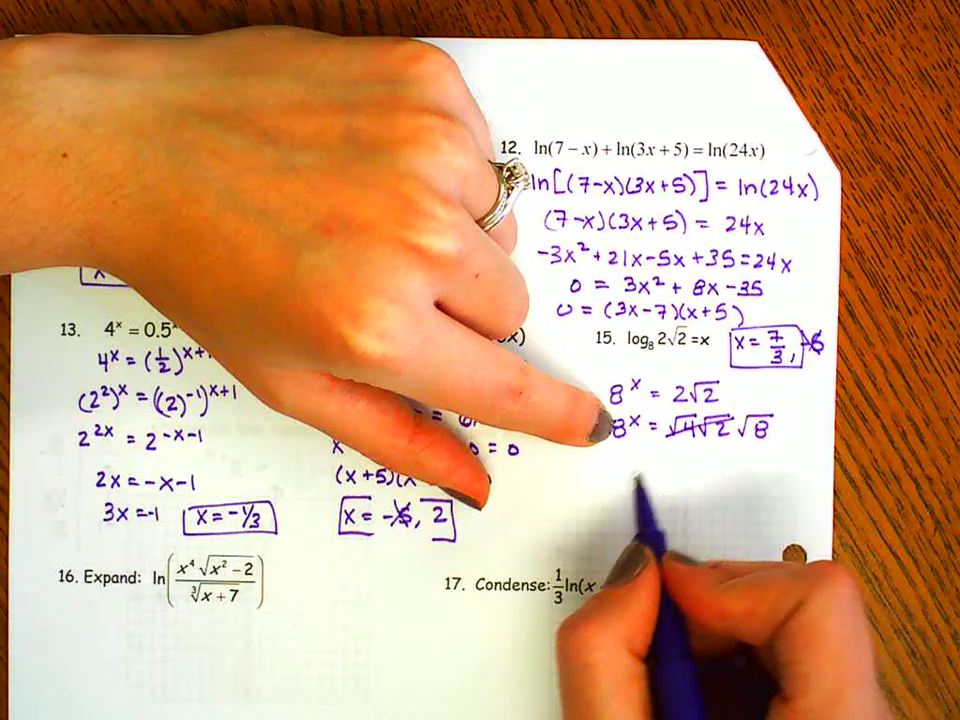 12. ln(7 – x) + ln(3x + 5) = ln(24x)
ln[(7-x)(3x+5)] = ln(24x)
(7-x)(3x+5) = 24x
-3x² + 21x - 5x + 35 = 24x
0 = 3x² + 8x - 35
0 = (3x-7)(x+5)
x = 7/3, -5
13. 4ˣ = 0.5
4ˣ = (1/2)ˣ⁺¹
(2²)ˣ = ((2)⁻¹)ˣ⁺¹
2²ˣ = 2⁻ˣ⁻¹
2x = -x-1
3x = -1
x = -1/3
x)
= 6
= 0
(x+5)(x
x = -5, 2
15. log₈ 2√2 = x
8ˣ = 2√2
8ˣ = √4√2 √8
16. Expand: ln(x⁴√(x² – 2) / ∛(x + 7))
17. Condense: 1/3 ln(x